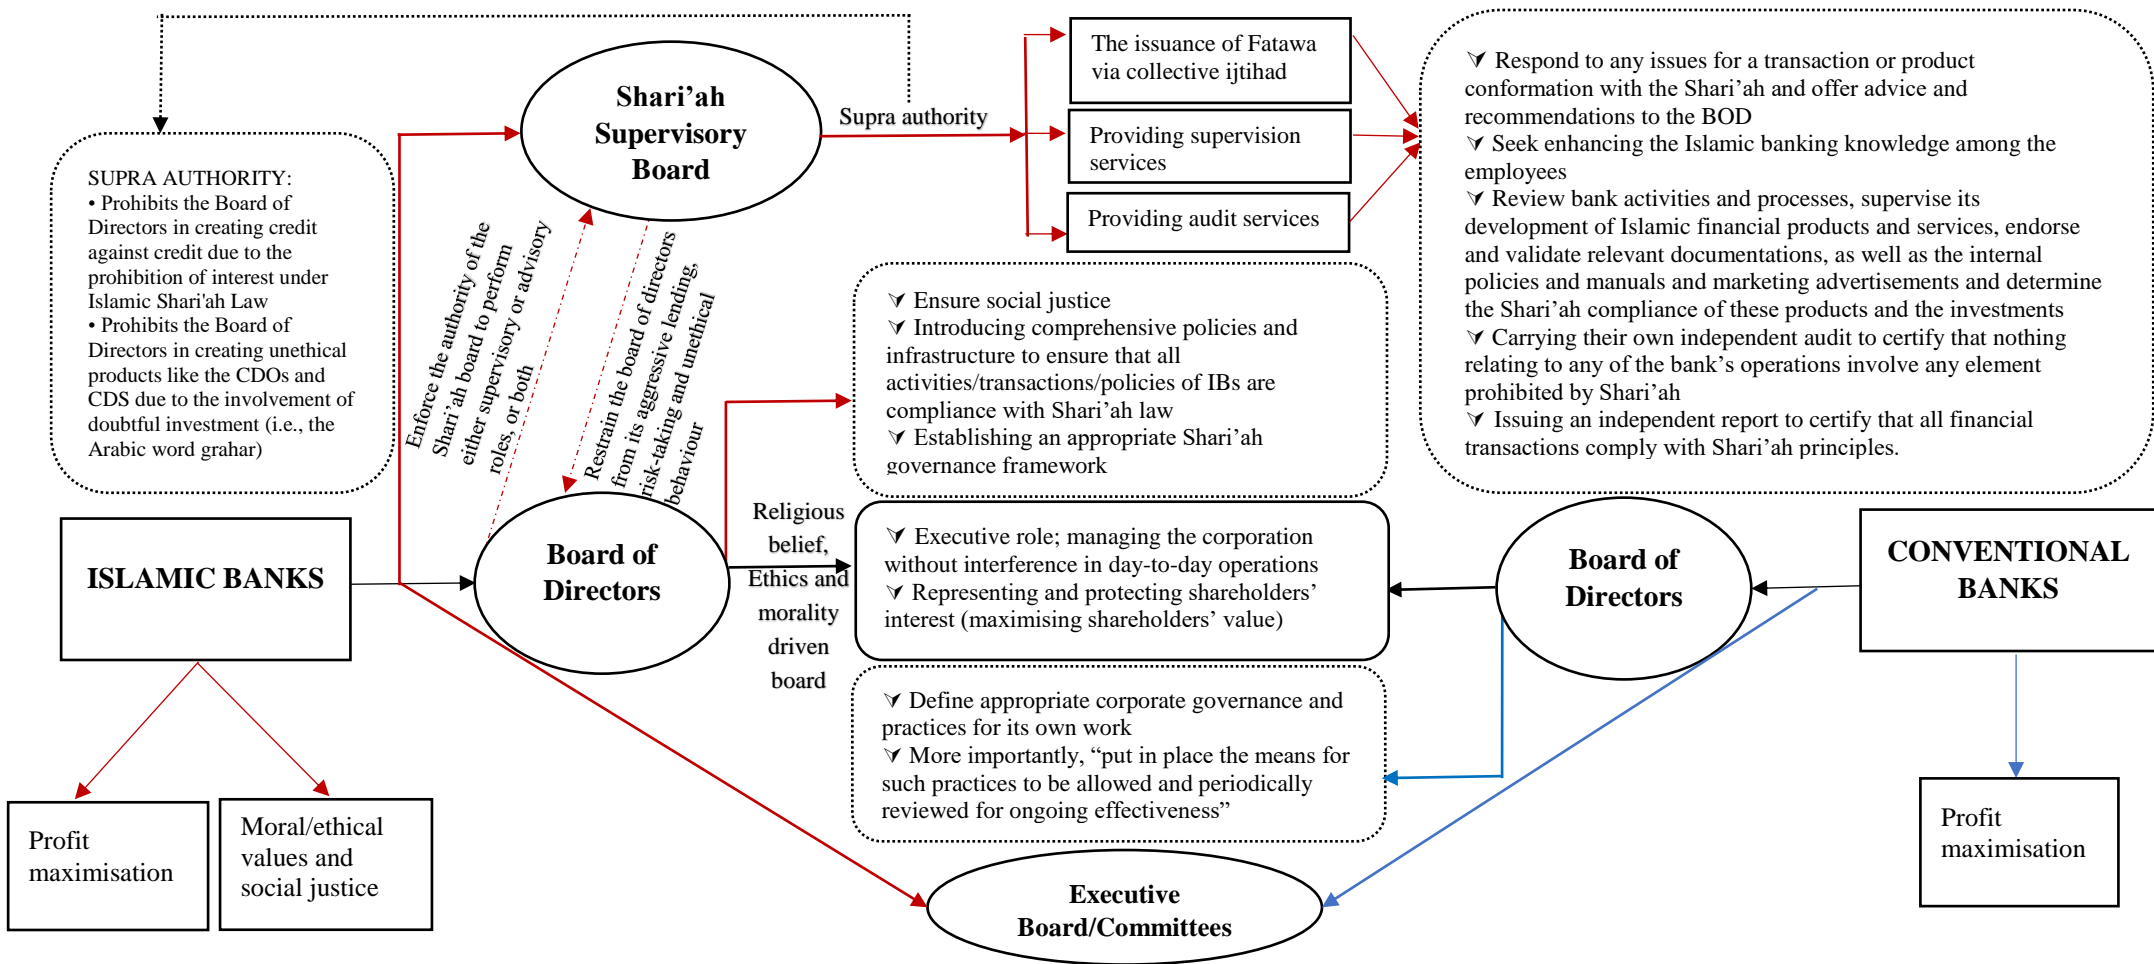 Shari’ah
Supervisory
Board
Supra authority
The issuance of Fatawa
via collective ijtihad
Providing supervision
services
Providing audit services
⮛ Respond to any issues for a transaction or product
conformation with the Shari’ah and offer advice and
recommendations to the BOD
⮛ Seek enhancing the Islamic banking knowledge among the
employees
⮛ Review bank activities and processes, supervise its
development of Islamic financial products and services, endorse
and validate relevant documentations, as well as the internal
policies and manuals and marketing advertisements and determine
the Shari’ah compliance of these products and the investments
⮛ Carrying their own independent audit to certify that nothing
relating to any of the bank’s operations involve any element
prohibited by Shari’ah
⮛ Issuing an independent report to certify that all financial
transactions comply with Shari’ah principles.
SUPRA AUTHORITY:
• Prohibits the Board of
Directors in creating credit
against credit due to the
prohibition of interest under
Islamic Shari'ah Law
• Prohibits the Board of
Directors in creating unethical
products like the CDOs and
CDS due to the involvement of
doubtful investment (i.e., the
Arabic word grahar)
Enforce the authority of the
Shari’ah board to perform
either supervisory or advisory
roles, or both
Restrain the board of directors
from its aggressive lending,
risk-taking and unethical
behaviour
⮛ Ensure social justice
⮛ Introducing comprehensive policies and
infrastructure to ensure that all
activities/transactions/policies of IBs are
compliance with Shari’ah law
⮛ Establishing an appropriate Shari’ah
governance framework
ISLAMIC BANKS
Board of
Directors
Religious
belief,
Ethics and
morality
driven
board
⮛ Executive role; managing the corporation
without interference in day-to-day operations
⮛ Representing and protecting shareholders’
interest (maximising shareholders’ value)
Board of
Directors
CONVENTIONAL
BANKS
⮛ Define appropriate corporate governance and
practices for its own work
⮛ More importantly, “put in place the means for
such practices to be allowed and periodically
reviewed for ongoing effectiveness”
Profit
maximisation
Moral/ethical
values and
social justice
Executive
Board/Committees
Profit
maximisation